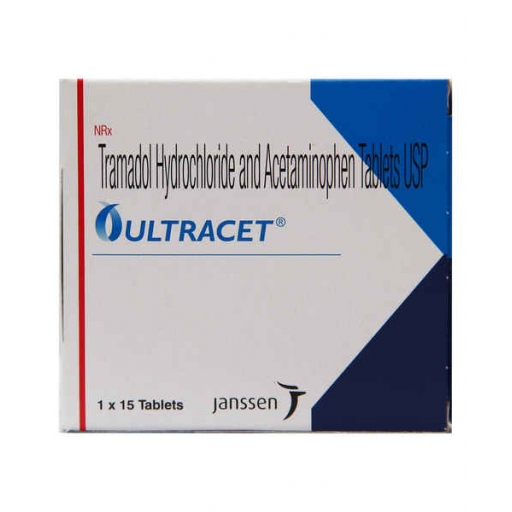 NRx
Tramadol Hydrochloride and Acetaminophen Tablets USP
ULTRACET®
1 x 15 Tablets
janssen